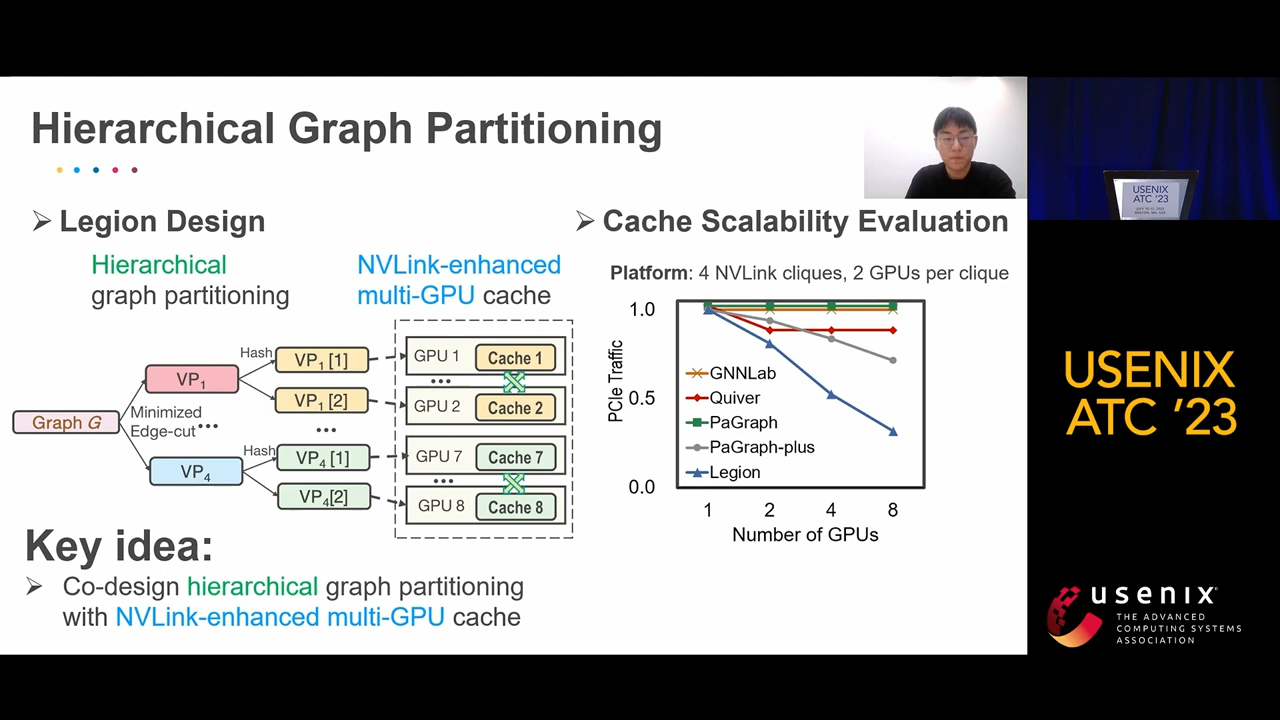 Hierarchical Graph Partitioning
➢ Legion Design
Hierarchical
graph partitioning
NVLink-enhanced
multi-GPU cache
Graph G
Minimized
Edge-cut
•••
VP1
VP4
Hash
VP1 [1]
VP1 [2]
•••
Hash
VP4 [1]
VP4[2]
GPU 1
Cache 1
•••
GPU 2
Cache 2
GPU 7
Cache 7
•••
GPU 8
Cache 8
Key idea:
➢ Co-design hierarchical graph partitioning
with NVLink-enhanced multi-GPU cache
➢ Cache Scalability Evaluation
Platform: 4 NVLink cliques, 2 GPUs per clique
PCIe Traffic
1.0
0.5
0.0
GNNLab
Quiver
PaGraph
PaGraph-plus
Legion
1 2 4 8
Number of GPUs
USENIX
ATC '23
USENIX
ATC '23
usenix
THE ADVANCED
COMPUTING SYSTEMS
ASSOCIATION